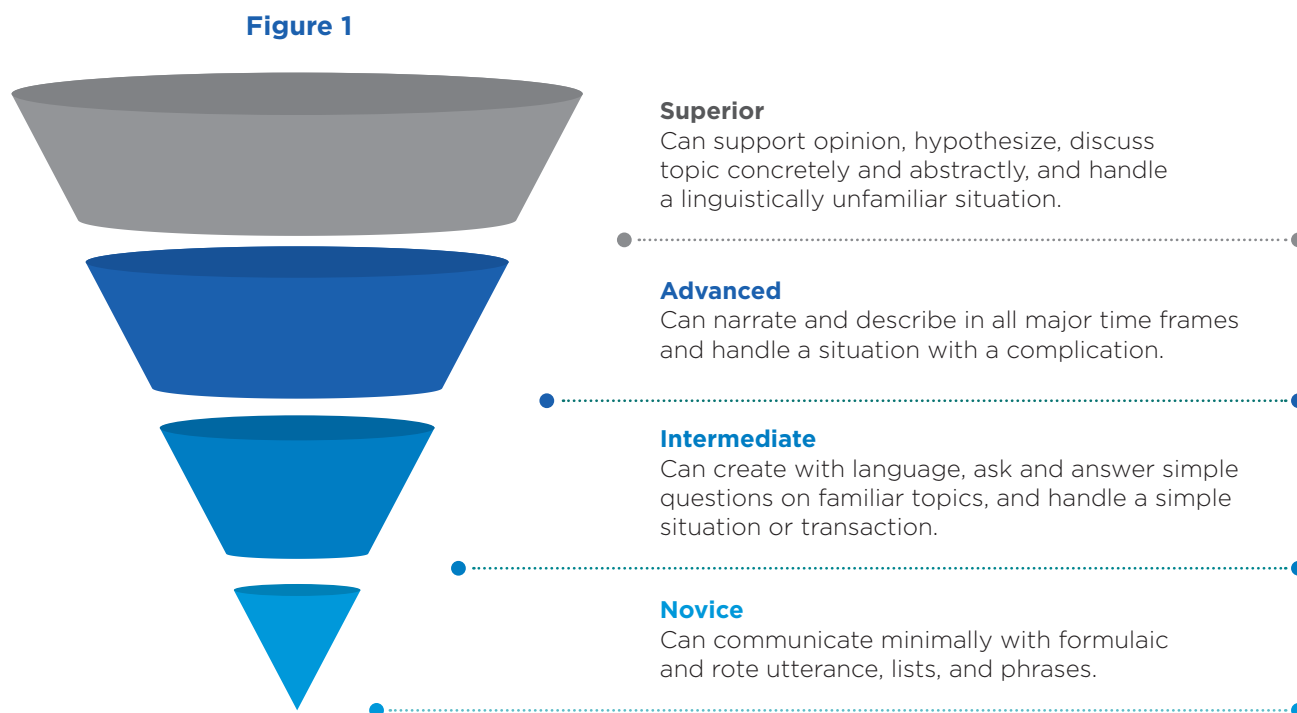 Figure 1
Superior
Can support opinion, hypothesize, discuss
topic concretely and abstractly, and handle
a linguistically unfamiliar situation.
Advanced
Can narrate and describe in all major time frames
and handle a situation with a complication.
Intermediate
Can create with language, ask and answer simple
questions on familiar topics, and handle a simple
situation or transaction.
Novice
Can communicate minimally with formulaic
and rote utterance, lists, and phrases.